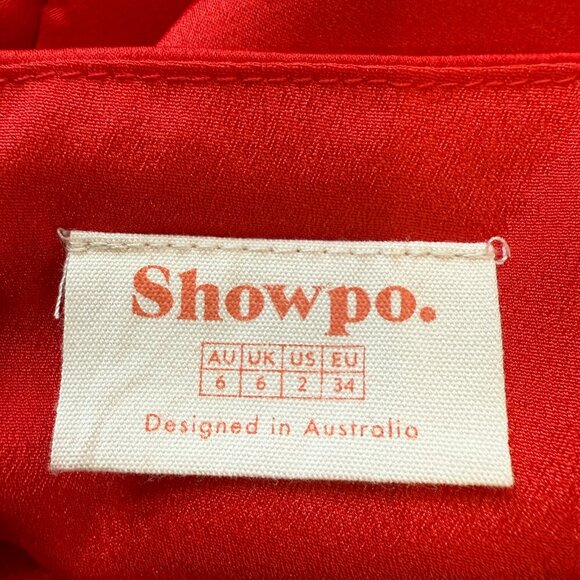 Showpo.
AU UK US EU
6 6 2 34
Designed in Australia